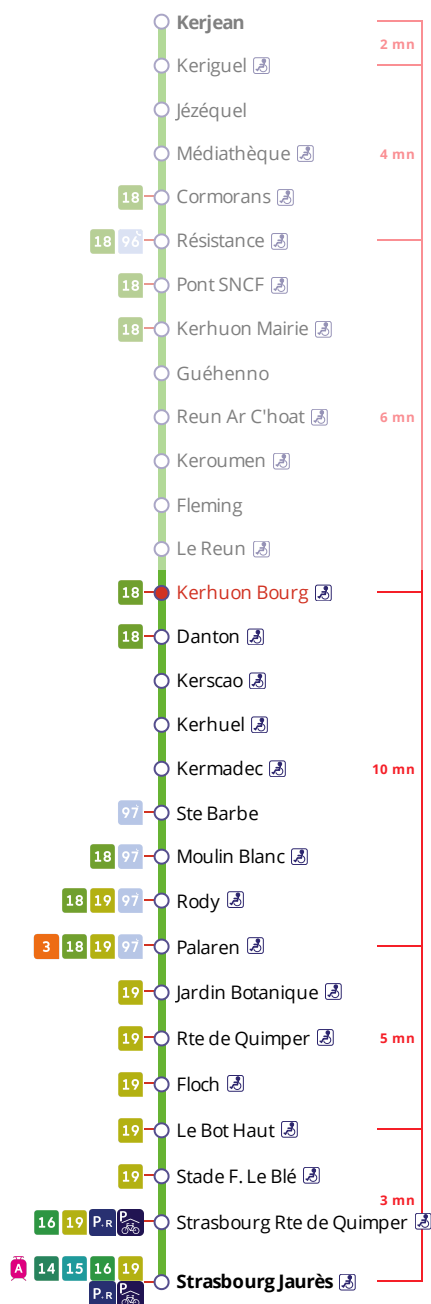 Kerjean
2 mn
Keriguel
Jézéquel
Médiathèque
4 mn
18 Cormorans
18 96 Résistance
18 Pont SNCF
18 Kerhuon Mairie
Guéhenno
Reun Ar C'hoat
6 mn
Keroumen
Fleming
Le Reun
18 Kerhuon Bourg
18 Danton
Kerscao
Kerhuel
Kermadec
10 mn
97 Ste Barbe
18 97 Moulin Blanc
18 19 97 Rody
3 18 19 97 Palaren
19 Jardin Botanique
19 Rte de Quimper
5 mn
19 Floch
19 Le Bot Haut
19 Stade F. Le Blé
3 mn
16 19 P+R P Strasbourg Rte de Quimper
A 14 15 16 19 Strasbourg Jaurès
P+R P